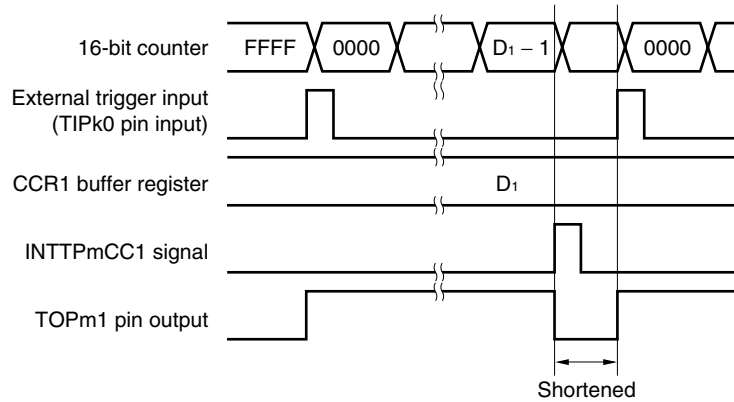 16-bit counter FFFF 0000 D1 – 1 0000
External trigger input
(TIPk0 pin input)
CCR1 buffer register D1
INTTPmCC1 signal
TOPm1 pin output
Shortened